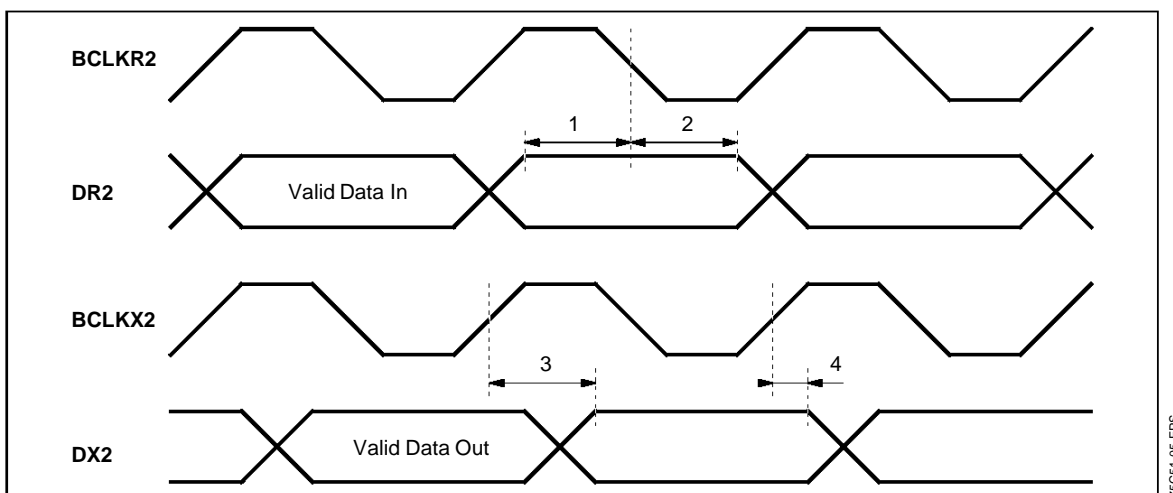 BCLKR2
1 2
DR2
Valid Data In
BCLKX2
3 4
DX2
Valid Data Out